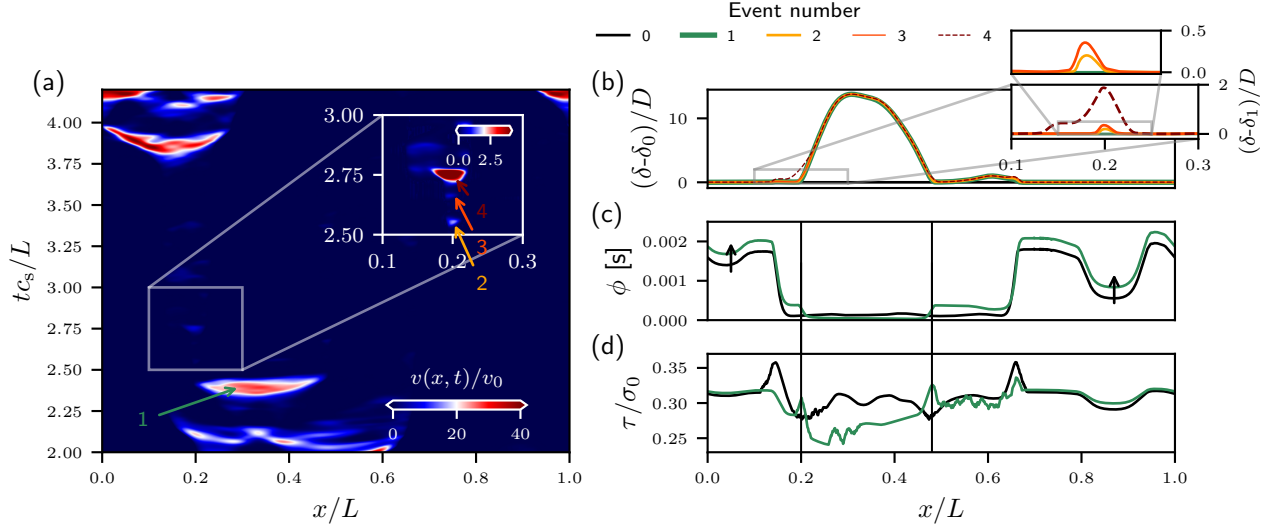 Event number
0 1 2 3 4
(a)
4.00
3.75
3.50
3.25
3.00
2.75
2.50
2.25
2.00
tc_s/L
0.0 0.2 0.4 0.6 0.8 1.0
x/L
3.00
2.75
2.50
0.1 0.2 0.3
0.0 2.5
4
3
2
1
v(x, t)/v_0
0 20 40
(b)
10
0
(δ-δ_0)/D
0.5
0.0
2
0
0.1 0.2 0.3
(δ-δ_1)/D
(c)
0.002
0.001
0.000
ϕ [s]
(d)
0.35
0.30
0.25
τ/σ_0
0.0 0.2 0.4 0.6 0.8 1.0
x/L